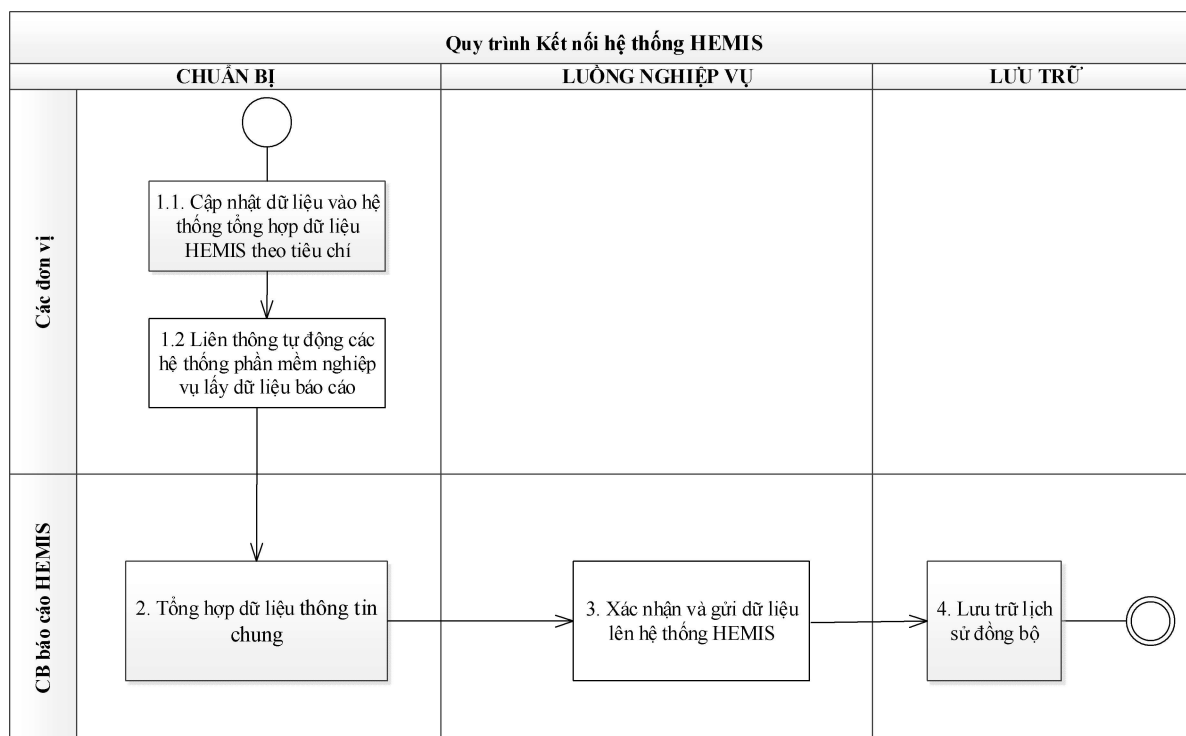 Quy trình Kết nối hệ thống HEMIS
CHUẨN BỊ
LUỒNG NGHIỆP VỤ
LƯU TRỮ
Các đơn vị
1.1. Cập nhật dữ liệu vào hệ
thống tổng hợp dữ liệu
HEMIS theo tiêu chí
1.2 Liên thông tự động các
hệ thống phần mềm nghiệp
vụ lấy dữ liệu báo cáo
CB báo cáo HEMIS
2. Tổng hợp dữ liệu thông tin
chung
3. Xác nhận và gửi dữ liệu
lên hệ thống HEMIS
4. Lưu trữ lịch
sử đồng bộ